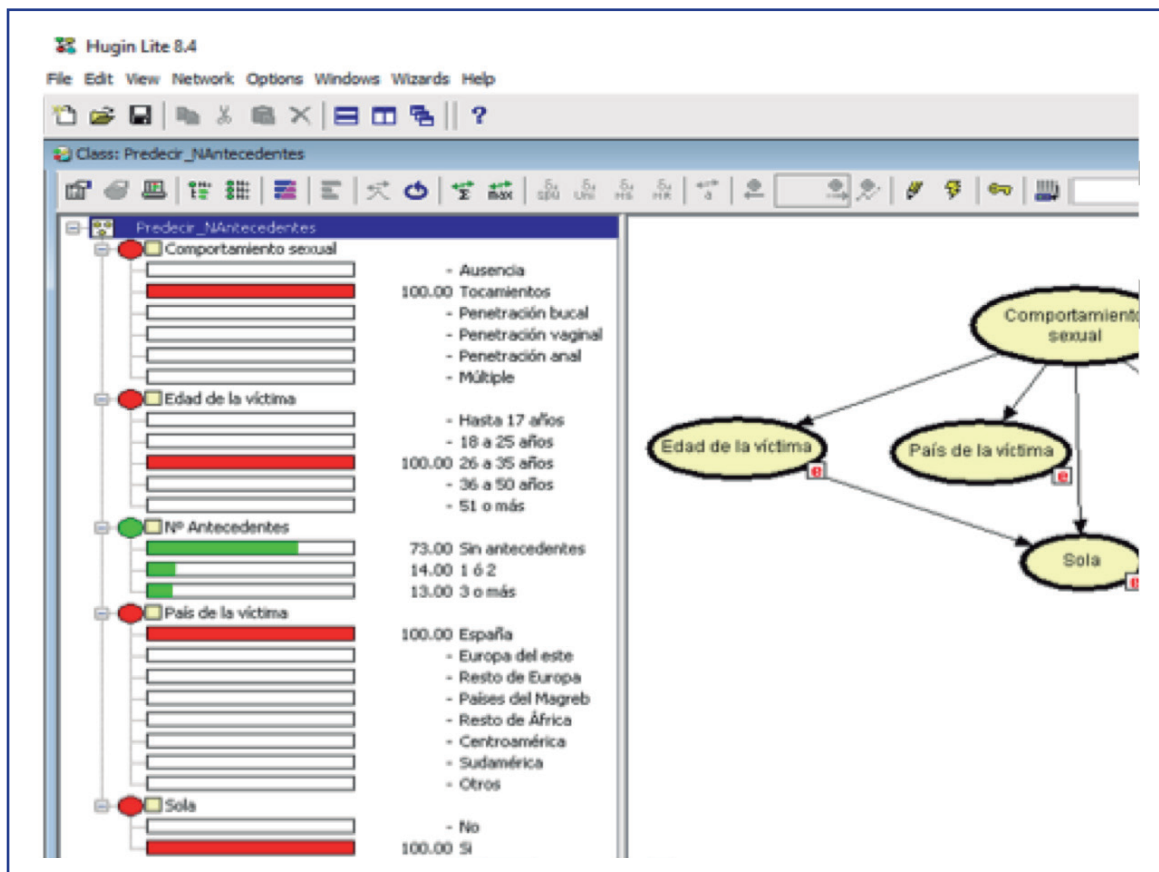 Hugin Lite 8.4
File Edit View Network Options Windows Wizards Help
?
Class: Predecir_NAntecedentes
Σ max Uni a
Predecir_NAntecedentes
Comportamiento sexual
- Ausencia
100.00 Tocamientos
- Penetración bucal
- Penetración vaginal
- Penetración anal
- Múltiple
Edad de la víctima
- Hasta 17 años
- 18 a 25 años
100.00 26 a 35 años
- 36 a 50 años
- 51 o más
Nº Antecedentes
73.00 Sin antecedentes
14.00 1 ó 2
13.00 3 o más
País de la víctima
100.00 España
- Europa del este
- Resto de Europa
- Países del Magreb
- Resto de África
- Centroamérica
- Sudamérica
- Otros
Sola
- No
100.00 Si
Comportamiento
sexual
Edad de la víctima
e
País de la víctima
e
Sola
e